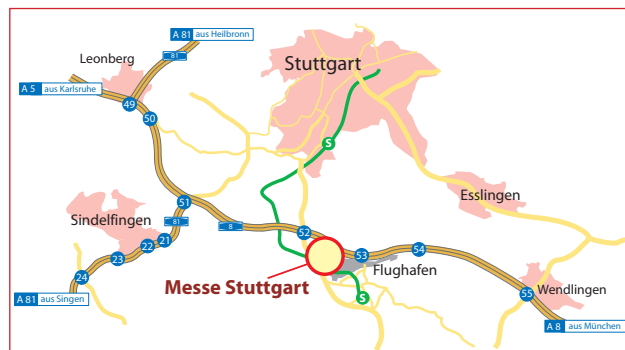 A 81 aus Heilbronn
81
Leonberg
Stuttgart
A 5 aus Karlsruhe
49
50
S
51
Esslingen
Sindelfingen
81
8
52
21
22
23
53
54
24
Flughafen
Messe Stuttgart
Wendlingen
S
55
A 81 aus Singen
A 8 aus München